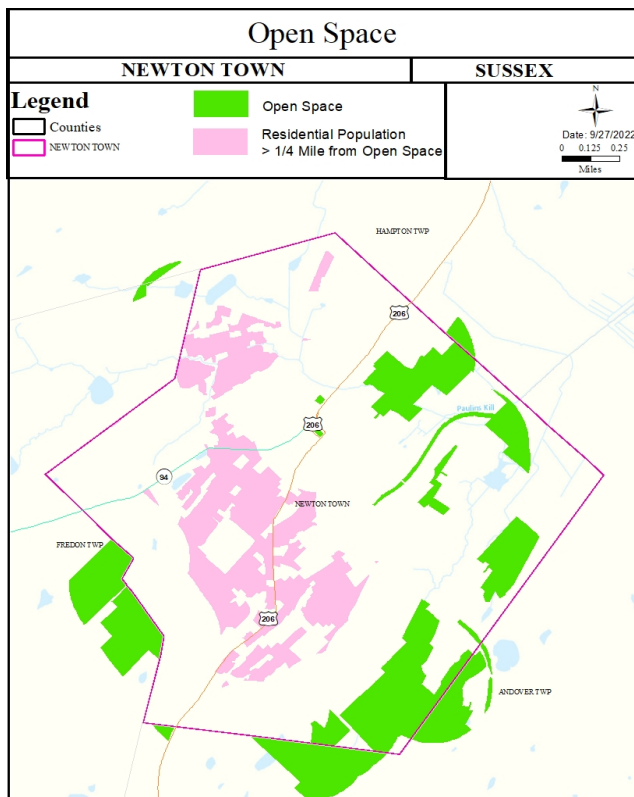 Open Space
NEWTON TOWN
SUSSEX
Legend
Counties
NEWTON TOWN
Open Space
Residential Population
> 1/4 Mile from Open Space
N
Date: 9/27/2022
0 0.125 0.25
Miles
HAMPTON TWP
206
Paulins Kill
206
94
NEWTON TOWN
FREDON TWP
206
ANDOVER TWP